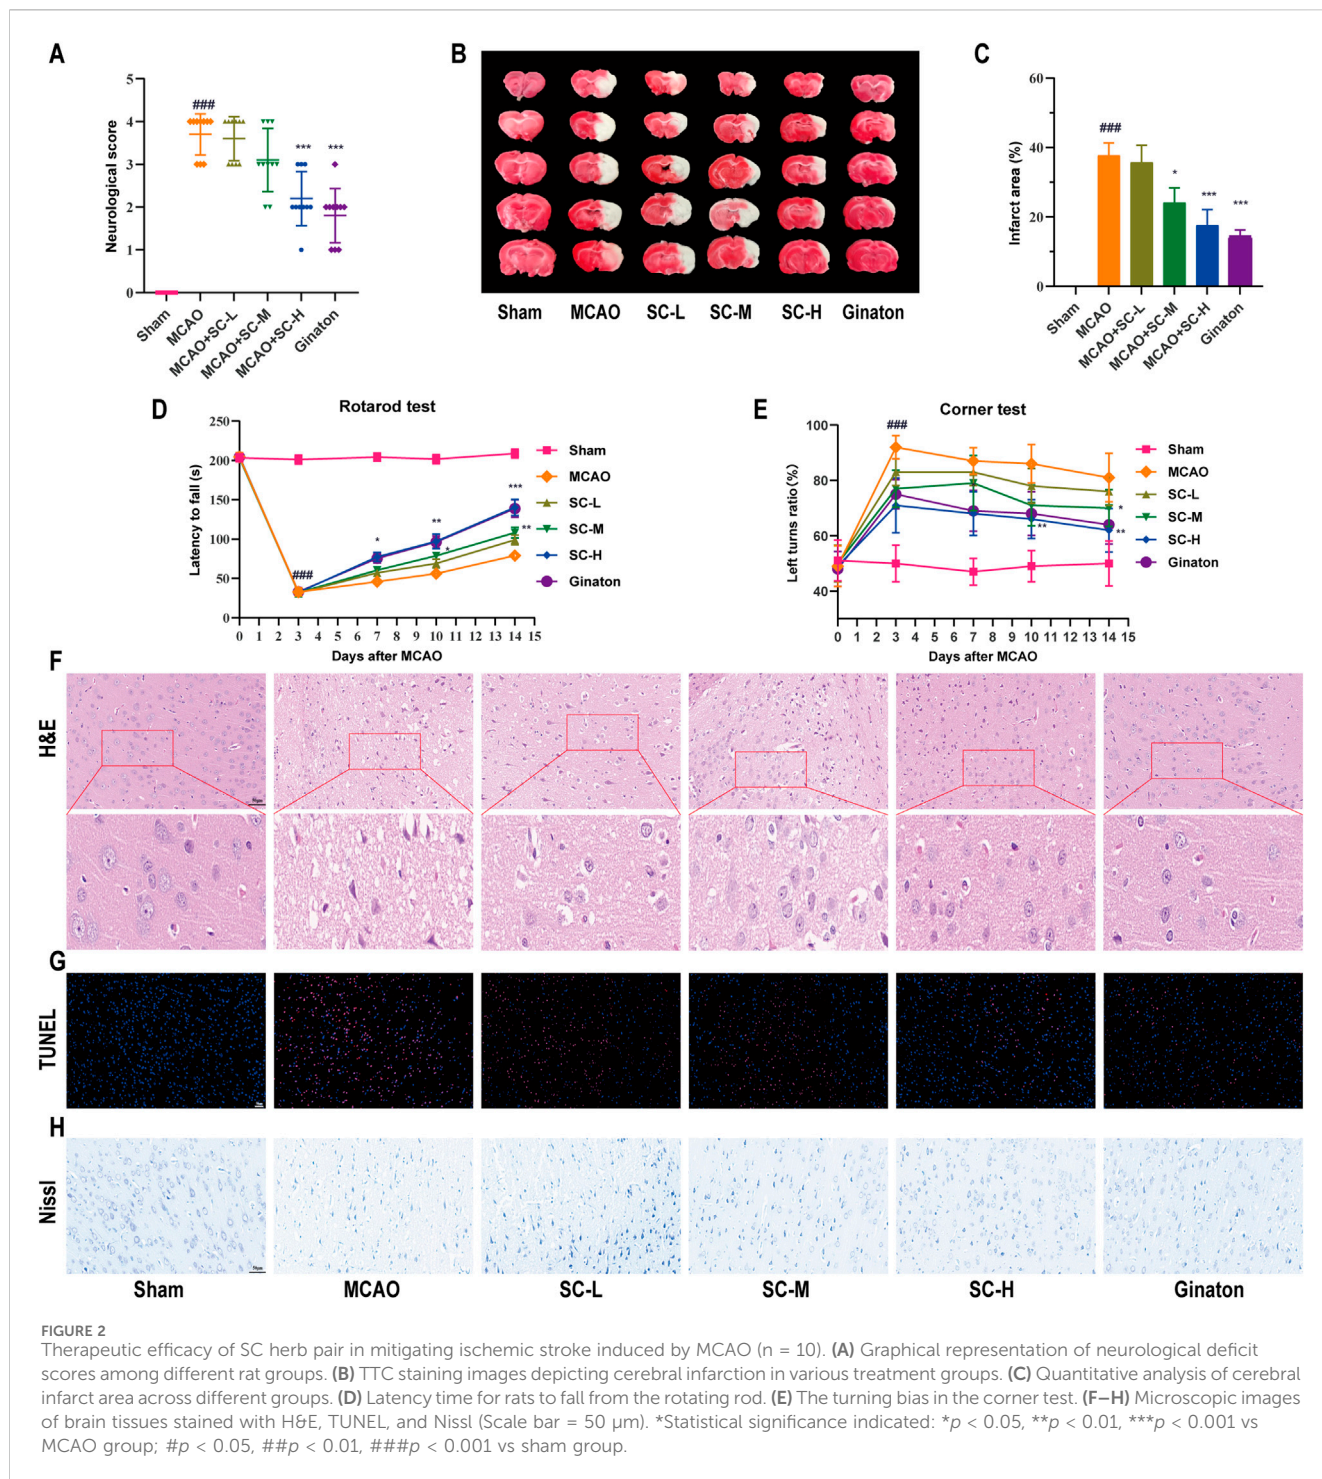 A
Neurological score
5
4
3
2
1
0
###
***
***
Sham
MCAO
MCAO+SC-L
MCAO+SC-M
MCAO+SC-H
Ginaton
B
Sham
MCAO
SC-L
SC-M
SC-H
Ginaton
C
Infarct area (%)
60
40
20
0
###
*
***
***
Sham
MCAO
MCAO+SC-L
MCAO+SC-M
MCAO+SC-H
Ginaton
D
Rotarod test
Latency to fall (s)
250
200
150
100
50
0
###
*
**
*
***
**
0 1 2 3 4 5 6 7 8 9 10 11 12 13 14 15
Days after MCAO
Sham
MCAO
SC-L
SC-M
SC-H
Ginaton
E
Corner test
Left turns ratio(%)
100
80
60
40
###
**
*
**
0 1 2 3 4 5 6 7 8 9 10 11 12 13 14 15
Days after MCAO
Sham
MCAO
SC-L
SC-M
SC-H
Ginaton
F
H&E
50μm
G
TUNEL
H
Nissl
50μm
Sham
MCAO
SC-L
SC-M
SC-H
Ginaton
FIGURE 2
Therapeutic efficacy of SC herb pair in mitigating ischemic stroke induced by MCAO (n = 10). (A) Graphical representation of neurological deficit
scores among different rat groups. (B) TTC staining images depicting cerebral infarction in various treatment groups. (C) Quantitative analysis of cerebral
infarct area across different groups. (D) Latency time for rats to fall from the rotating rod. (E) The turning bias in the corner test. (F–H) Microscopic images
of brain tissues stained with H&E, TUNEL, and Nissl (Scale bar = 50 μm). *Statistical significance indicated: *p < 0.05, **p < 0.01, ***p < 0.001 vs
MCAO group; #p < 0.05, ##p < 0.01, ###p < 0.001 vs sham group.